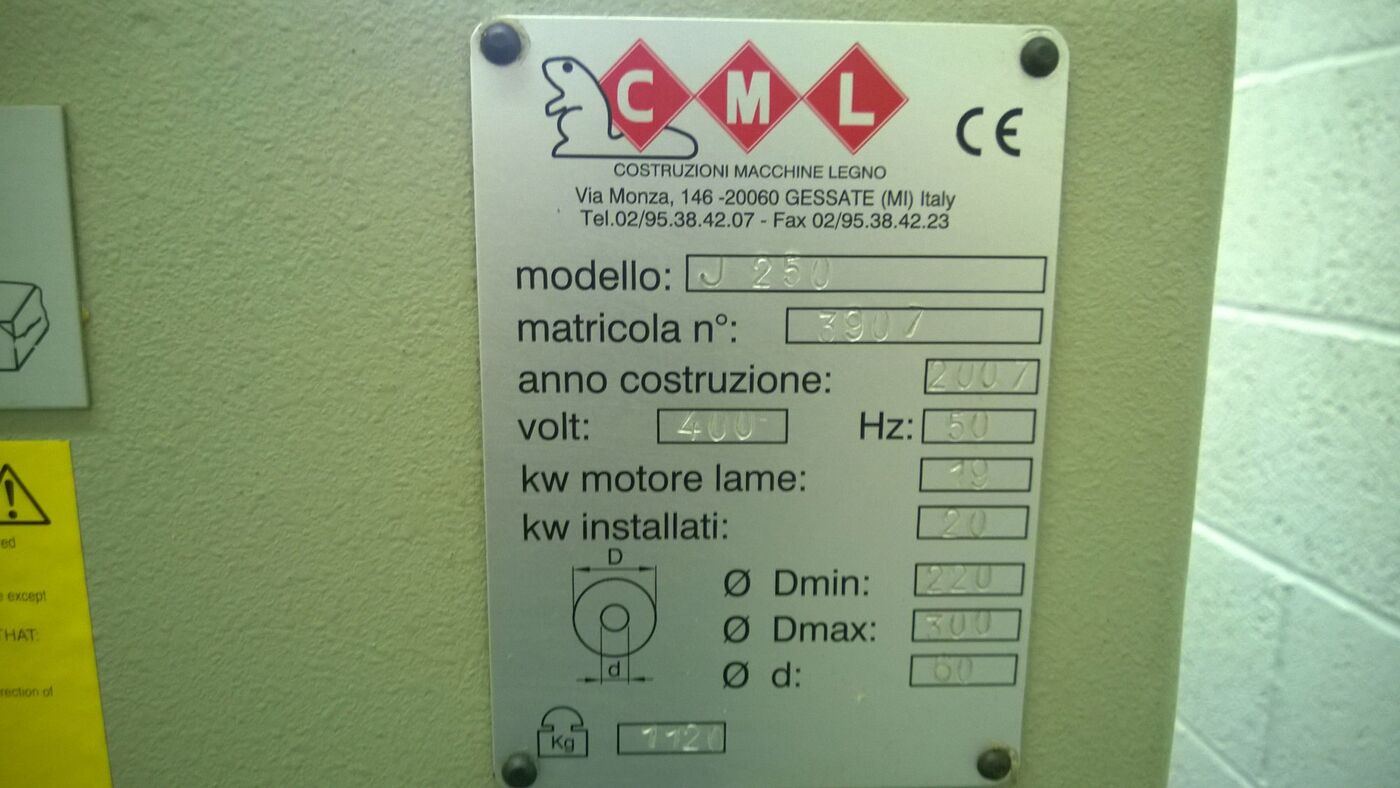 C M L
CE
COSTRUZIONI MACCHINE LEGNO
Via Monza, 146 -20060 GESSATE (MI) Italy
Tel.02/95.38.42.07 - Fax 02/95.38.42.23
modello: J 250
matricola n°: 3907
anno costruzione: 2007
volt: 400 Hz: 50
kw motore lame: 19
kw installati: 20
D
Ø Dmin: 220
Ø Dmax: 300
d
Ø d: 60
Kg 1120
except
THAT: